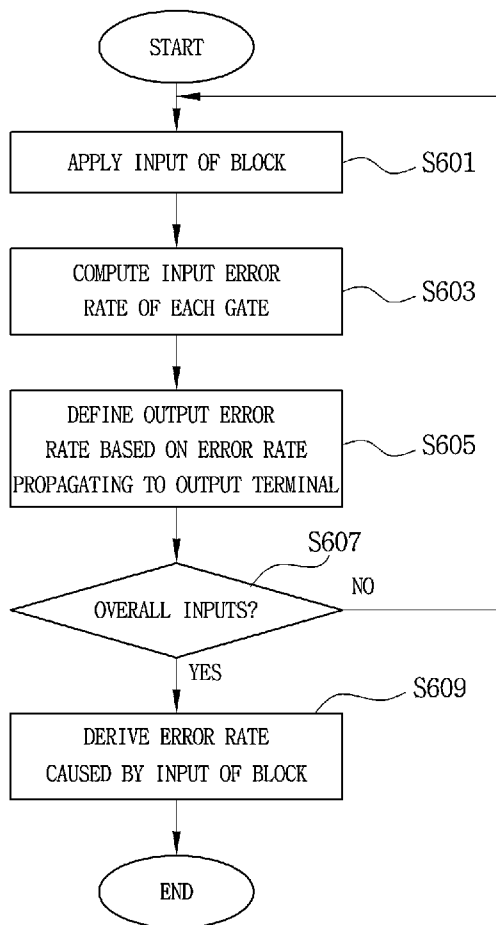 START
APPLY INPUT OF BLOCK
S601
COMPUTE INPUT ERROR
RATE OF EACH GATE
S603
DEFINE OUTPUT ERROR
RATE BASED ON ERROR RATE
PROPAGATING TO OUTPUT TERMINAL
S605
S607
OVERALL INPUTS?
NO
YES
S609
DERIVE ERROR RATE
CAUSED BY INPUT OF BLOCK
END